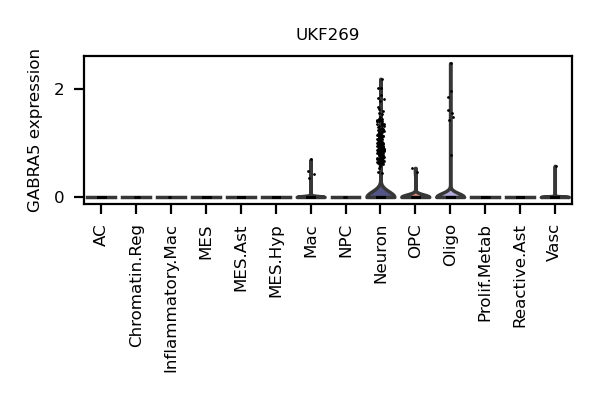 UKF269
GABRA5 expression
2
0
AC
Chromatin.Reg
Inflammatory.Mac
MES
MES.Ast
MES.Hyp
Mac
NPC
Neuron
OPC
Oligo
Prolif.Metab
Reactive.Ast
Vasc